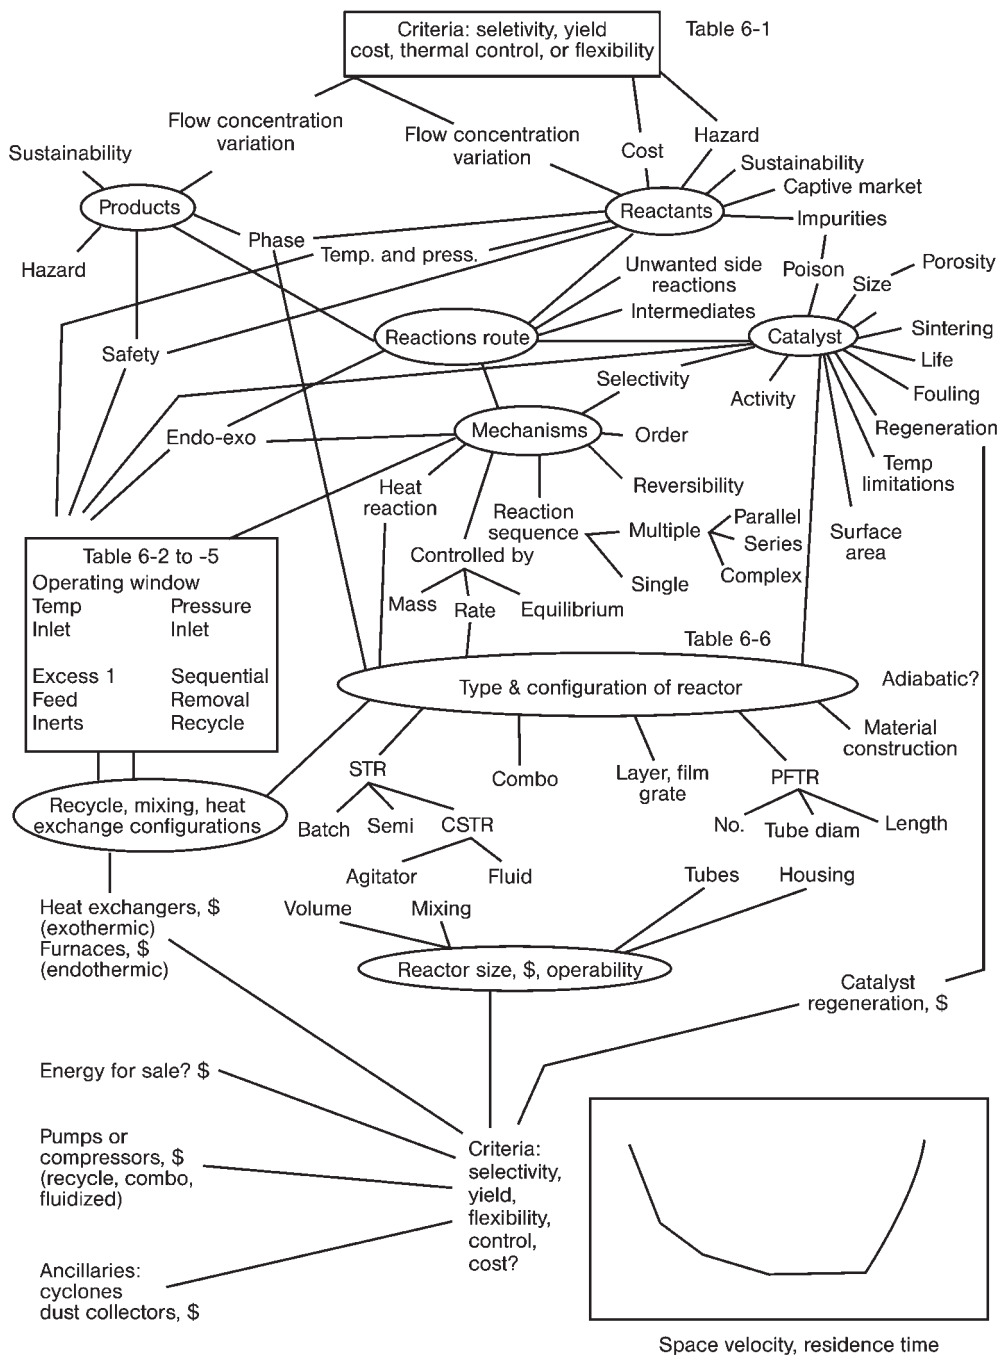 Criteria: seletivity, yield
cost, thermal control, or flexibility
Table 6-1
Flow concentration
variation
Flow concentration
variation
Cost
Hazard
Sustainability
Sustainability
Captive market
Products
Reactants
Impurities
Hazard
Phase
Temp. and press.
Unwanted side
reactions
Intermediates
Poison
Size
Porosity
Safety
Reactions route
Catalyst
Sintering
Life
Selectivity
Activity
Fouling
Endo-exo
Mechanisms
Order
Regeneration
Temp
limitations
Heat
reaction
Reaction
sequence
Reversibility
Multiple
Parallel
Series
Complex
Single
Surface
area
Controlled by
Mass
Rate
Equilibrium
Table 6-2 to -5
Operating window
Temp Pressure
Inlet Inlet
Excess 1 Sequential
Feed Removal
Inerts Recycle
Table 6-6
Type & configuration of reactor
Adiabatic?
Material
construction
STR
Combo
Layer, film
grate
PFTR
Recycle, mixing, heat
exchange configurations
Batch
Semi
CSTR
No.
Tube diam
Length
Agitator
Fluid
Tubes
Housing
Heat exchangers, $
(exothermic)
Furnaces, $
(endothermic)
Volume
Mixing
Reactor size, $, operability
Catalyst
regeneration, $
Energy for sale? $
Pumps or
compressors, $
(recycle, combo,
fluidized)
Criteria:
selectivity,
yield,
flexibility,
control,
cost?
Ancillaries:
cyclones
dust collectors, $
Space velocity, residence time